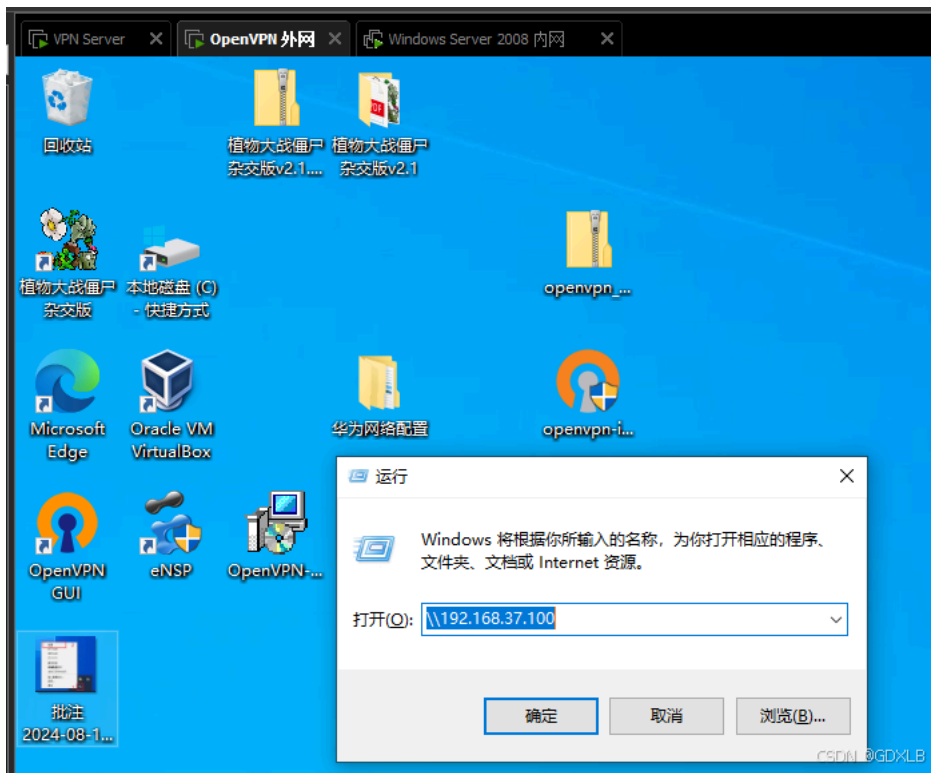 VPN Server
OpenVPN 外网
Windows Server 2008 内网
回收站
植物大战僵尸
杂交版v2.1....
植物大战僵尸
杂交版v2.1
植物大战僵尸
杂交版
本地磁盘 (C)
- 快捷方式
openvpn_...
Microsoft
Edge
Oracle VM
VirtualBox
华为网络配置
openvpn-i...
OpenVPN
GUI
eNSP
OpenVPN-...
批注
2024-08-1...
运行
Windows 将根据你所输入的名称，为你打开相应的程序、
文件夹、文档或 Internet 资源。
打开(O):
\\192.168.37.100
确定
取消
浏览(B)...
CSDN @GDXLB